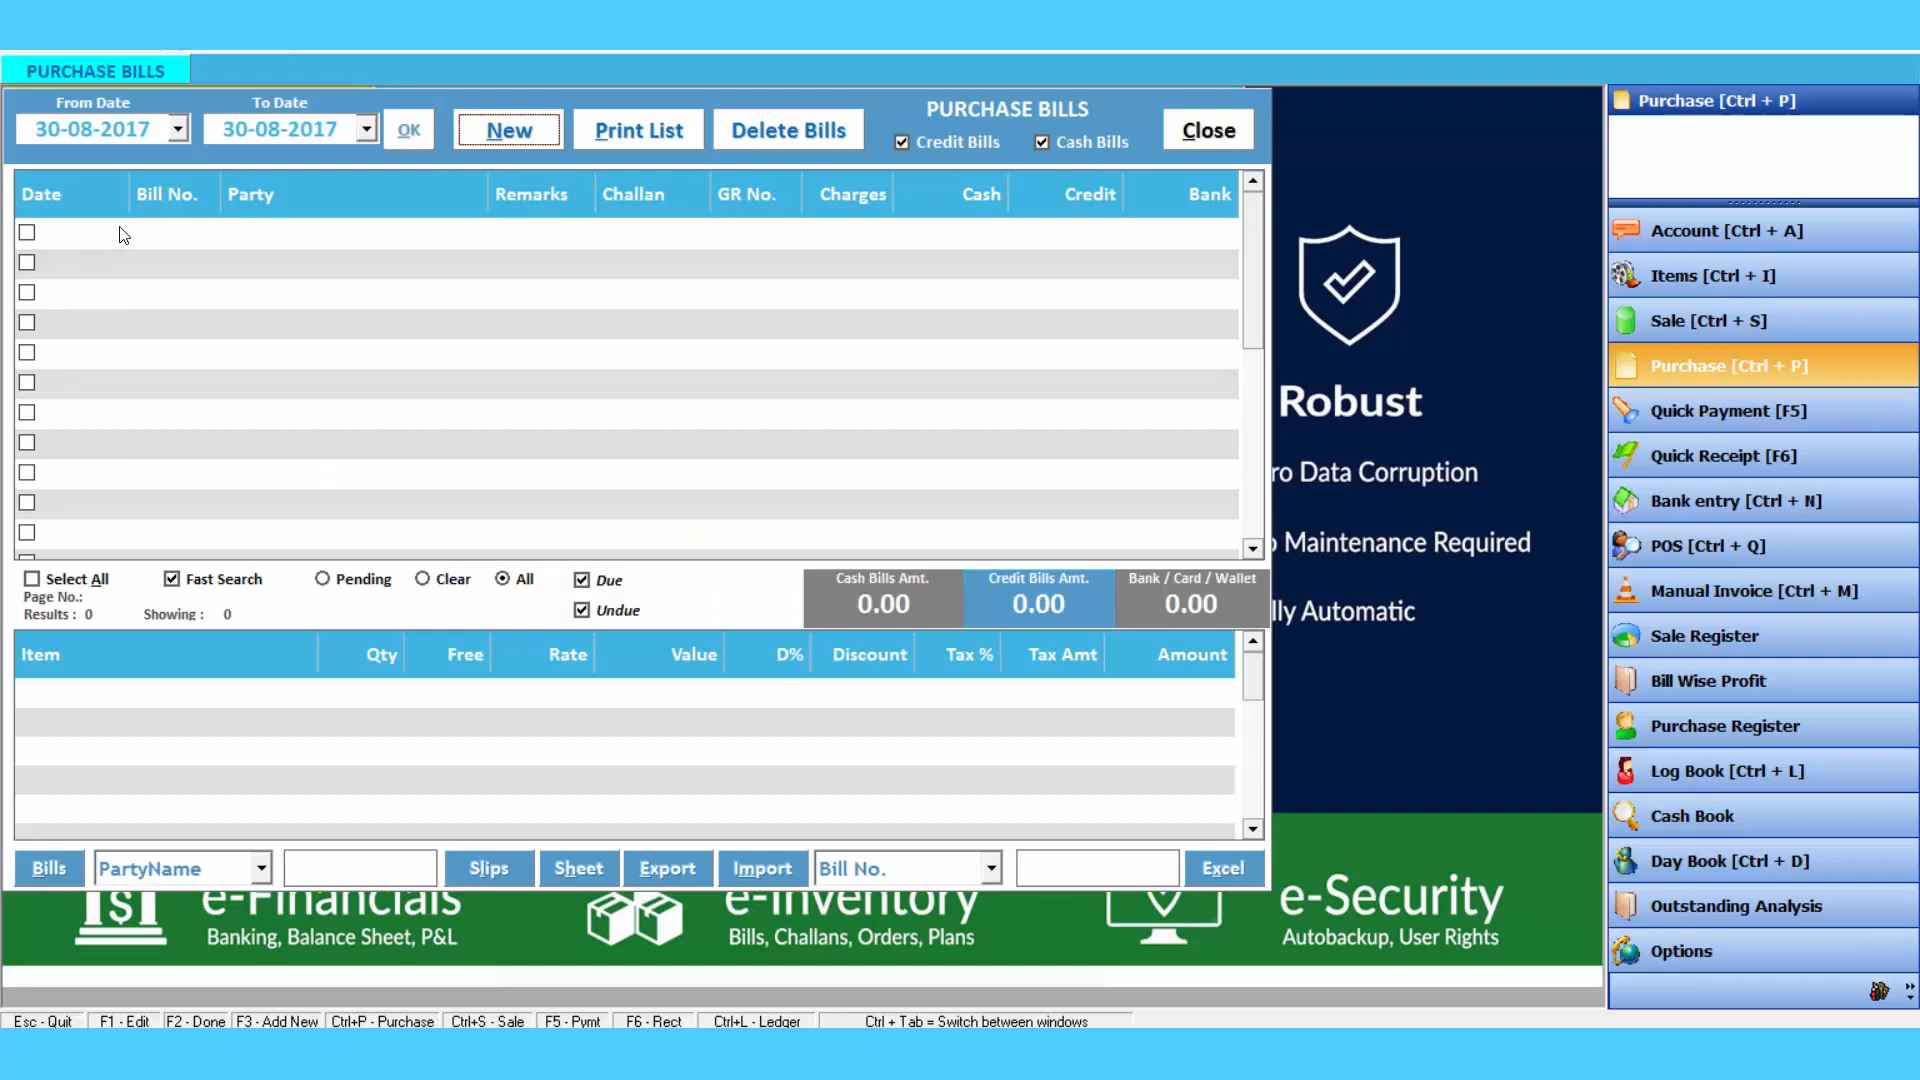 PURCHASE BILLS
From Date To Date PURCHASE BILLS
30-08-2017 30-08-2017 OK New Print List Delete Bills Credit Bills Cash Bills Close
Date Bill No. Party Remarks Challan GR No. Charges Cash Credit Bank
Select All Fast Search Pending Clear All Due
Page No.:
Results : 0 Showing : 0 Undue
Cash Bills Amt. Credit Bills Amt. Bank / Card / Wallet
0.00 0.00 0.00
Item Qty Free Rate Value D% Discount Tax % Tax Amt Amount
Bills PartyName Slips Sheet Export Import Bill No. Excel
Robust
ro Data Corruption
Maintenance Required
lly Automatic
$ e-Financials e-Inventory e-Security
Banking, Balance Sheet, P&L Bills, Challans, Orders, Plans Autobackup, User Rights
Purchase [Ctrl + P]
Account [Ctrl + A]
Items [Ctrl + I]
Sale [Ctrl + S]
Purchase [Ctrl + P]
Quick Payment [F5]
Quick Receipt [F6]
Bank entry [Ctrl + N]
POS [Ctrl + Q]
Manual Invoice [Ctrl + M]
Sale Register
Bill Wise Profit
Purchase Register
Log Book [Ctrl + L]
Cash Book
Day Book [Ctrl + D]
Outstanding Analysis
Options
Esc - Quit F1 - Edit F2 - Done F3 - Add New Ctrl+P - Purchase Ctrl+S - Sale F5 - Pymt F6 - Rect Ctrl+L - Ledger Ctrl + Tab = Switch between windows